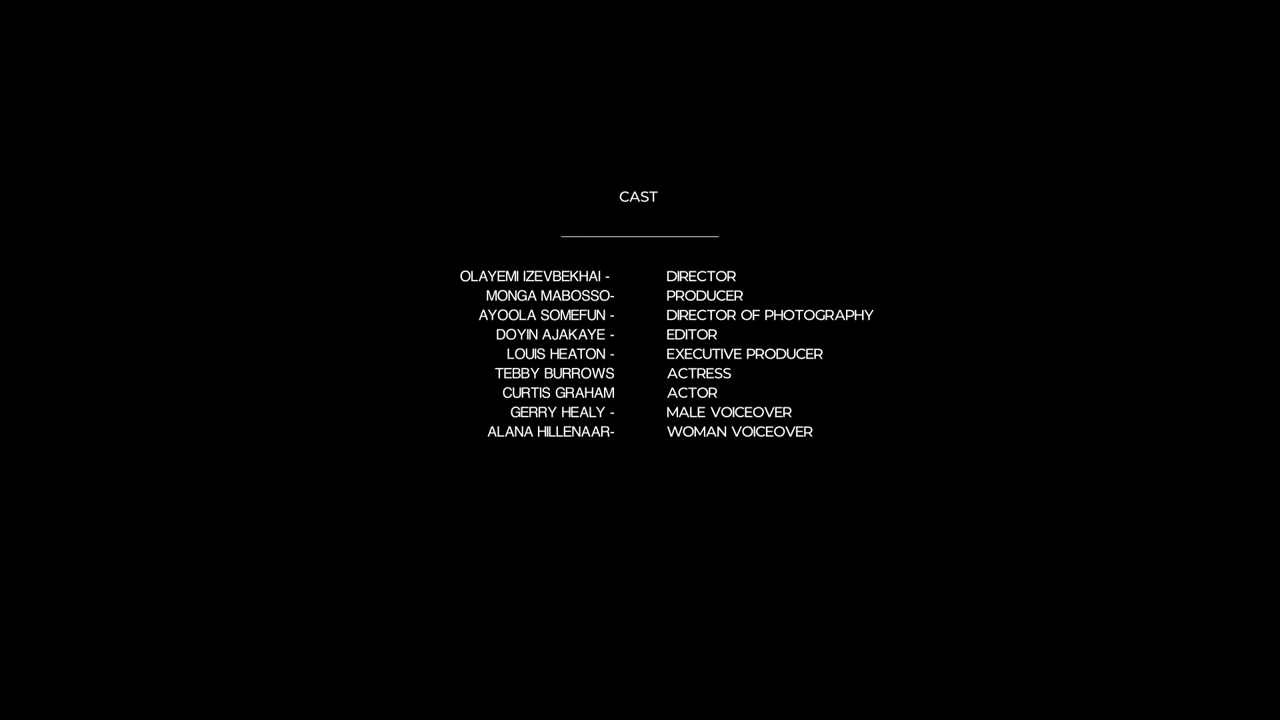 CAST
OLAYEMI IZEVBEKHAI - DIRECTOR
MONGA MABOSSO- PRODUCER
AYOOLA SOMEFUN - DIRECTOR OF PHOTOGRAPHY
DOYIN AJAKAYE - EDITOR
LOUIS HEATON - EXECUTIVE PRODUCER
TEBBY BURROWS ACTRESS
CURTIS GRAHAM ACTOR
GERRY HEALY - MALE VOICEOVER
ALANA HILLENAAR- WOMAN VOICEOVER